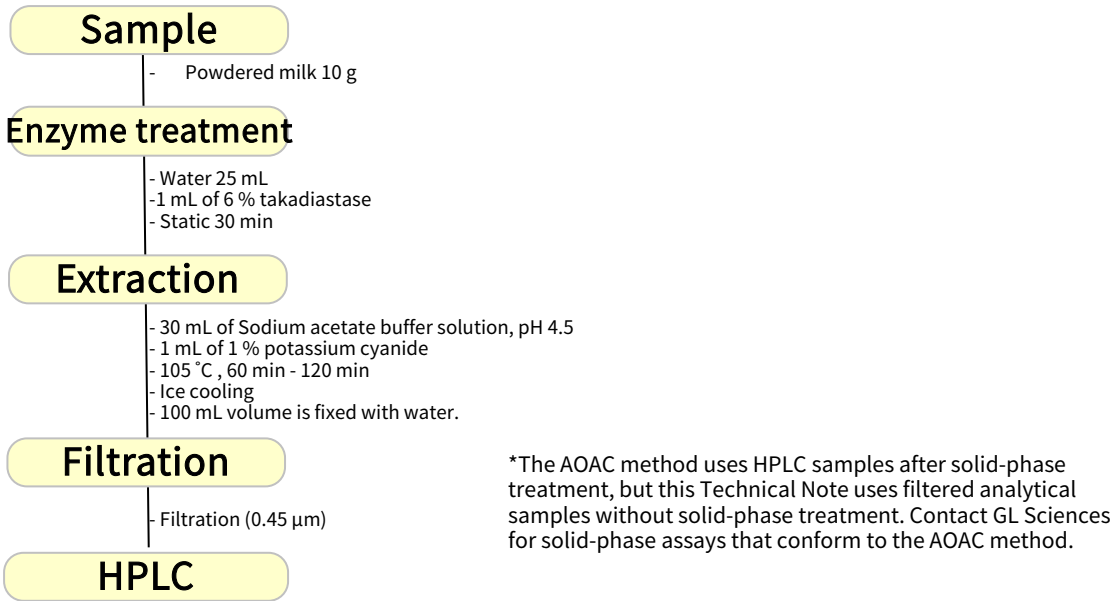 Sample
- Powdered milk 10 g
Enzyme treatment
- Water 25 mL
-1 mL of 6 % takadiastase
- Static 30 min
Extraction
- 30 mL of Sodium acetate buffer solution, pH 4.5
- 1 mL of 1 % potassium cyanide
- 105 ˚C , 60 min - 120 min
- Ice cooling
- 100 mL volume is fixed with water.
Filtration
- Filtration (0.45 μm)
HPLC
*The AOAC method uses HPLC samples after solid-phase
treatment, but this Technical Note uses filtered analytical
samples without solid-phase treatment. Contact GL Sciences
for solid-phase assays that conform to the AOAC method.